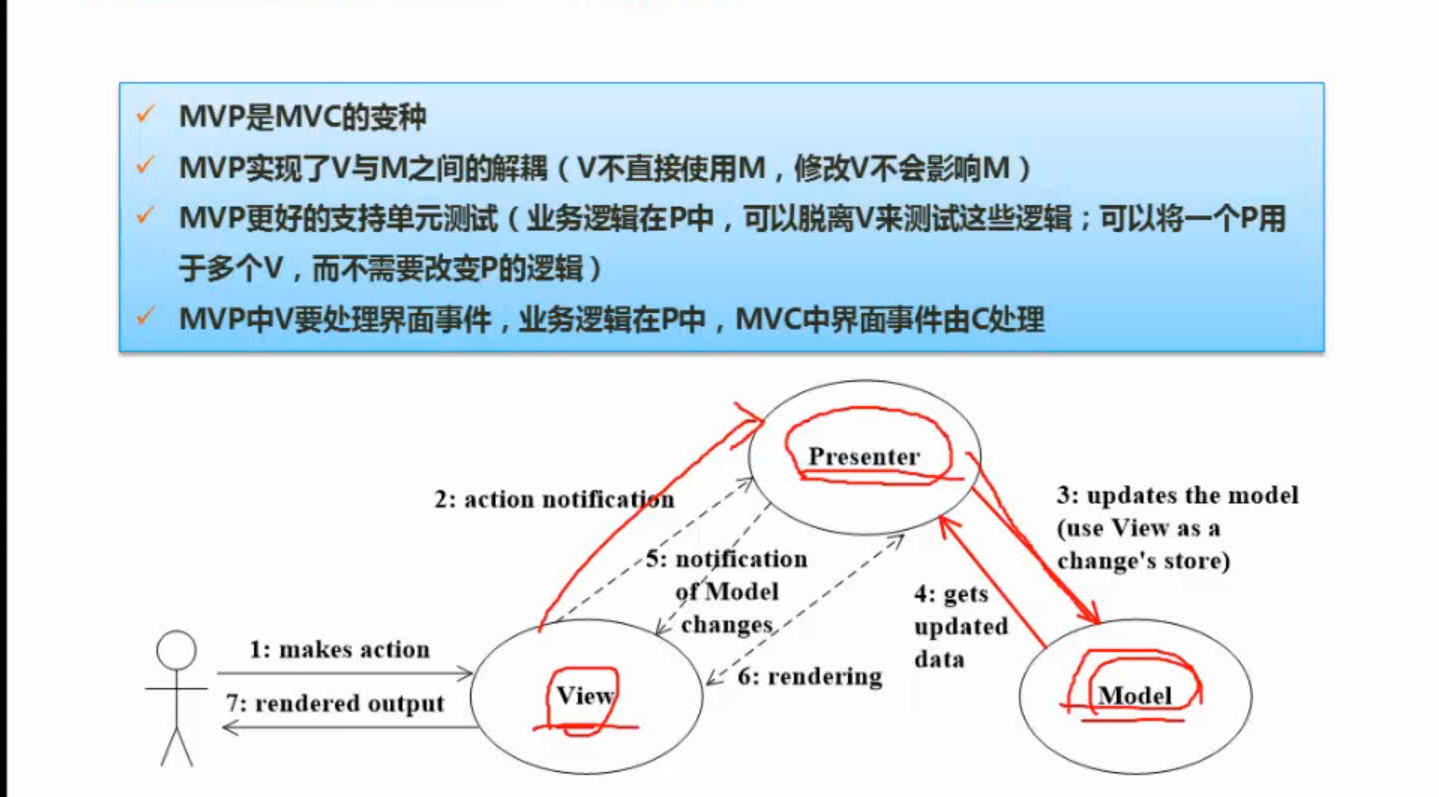 MVP是MVC的变种
MVP实现了V与M之间的解耦（V不直接使用M，修改V不会影响M）
MVP更好的支持单元测试（业务逻辑在P中，可以脱离V来测试这些逻辑；可以将一个P用
于多个V，而不需要改变P的逻辑）
MVP中V要处理界面事件，业务逻辑在P中，MVC中界面事件由C处理
Presenter
2: action notification
3: updates the model
(use View as a
change's store)
5: notification
of Model
changes
4: gets
updated
data
1: makes action
6: rendering
View
Model
7: rendered output